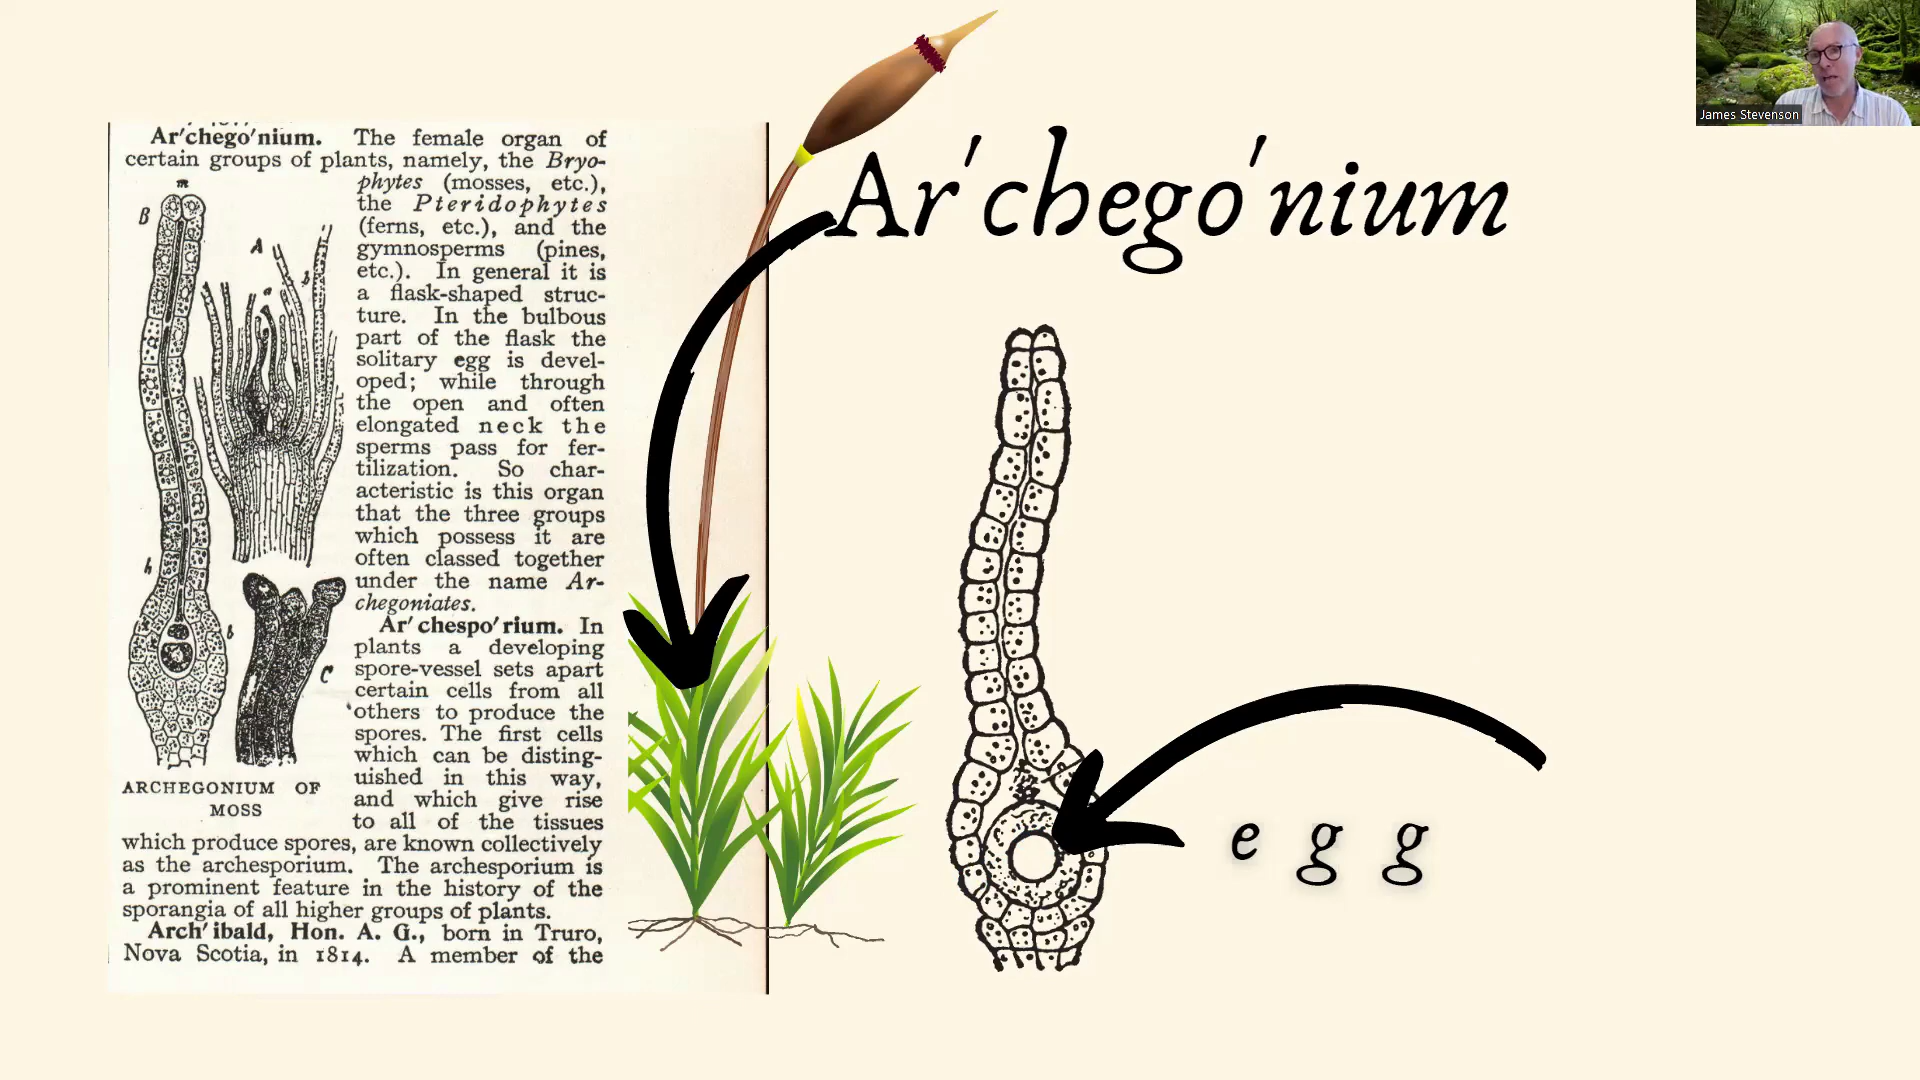 Ar′chego′nium. The female organ of
certain groups of plants, namely, the Bryo-
phytes (mosses, etc.),
the Pteridophytes
(ferns, etc.), and the
gymnosperms (pines,
etc.). In general it is
a flask-shaped struc-
ture. In the bulbous
part of the flask the
solitary egg is devel-
oped; while through
the open and often
elongated neck the
sperms pass for fer-
tilization. So char-
acteristic is this organ
that the three groups
which possess it are
often classed together
under the name Ar-
chegoniates.
Ar′chespo′rium. In
plants a developing
spore-vessel sets apart
certain cells from all
others to produce the
spores. The first cells
which can be disting-
uished in this way,
and which give rise
to all of the tissues
which produce spores, are known collectively
as the archesporium. The archesporium is
a prominent feature in the history of the
sporangia of all higher groups of plants.
Arch′ibald, Hon. A. G., born in Truro,
Nova Scotia, in 1814. A member of the
m
B
A
a
b
h
b
C
ARCHEGONIUM OF
MOSS
Ar′chego′nium
egg
James Stevenson